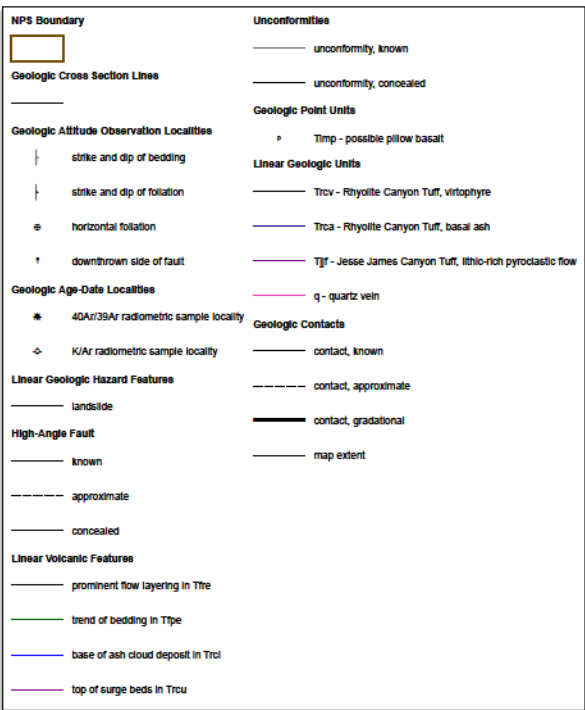 NPS Boundary
Geologic Cross Section Lines
Geologic Attitude Observation Localities
strike and dip of bedding
strike and dip of foliation
horizontal foliation
downthrown side of fault
Geologic Age-Date Localities
40Ar/39Ar radiometric sample locality
K/Ar radiometric sample locality
Linear Geologic Hazard Features
landslide
High-Angle Fault
known
approximate
concealed
Linear Volcanic Features
prominent flow layering in Tfre
trend of bedding in Tfpe
base of ash cloud deposit in Trcl
top of surge beds in Trcu
Unconformities
unconformity, known
unconformity, concealed
Geologic Point Units
P Timp - possible pillow basalt
Linear Geologic Units
Trcv - Rhyolite Canyon Tuff, virtophyre
Trca - Rhyolite Canyon Tuff, basal ash
Tjjf - Jesse James Canyon Tuff, lithic-rich pyroclastic flow
q - quartz vein
Geologic Contacts
contact, known
contact, approximate
contact, gradational
map extent